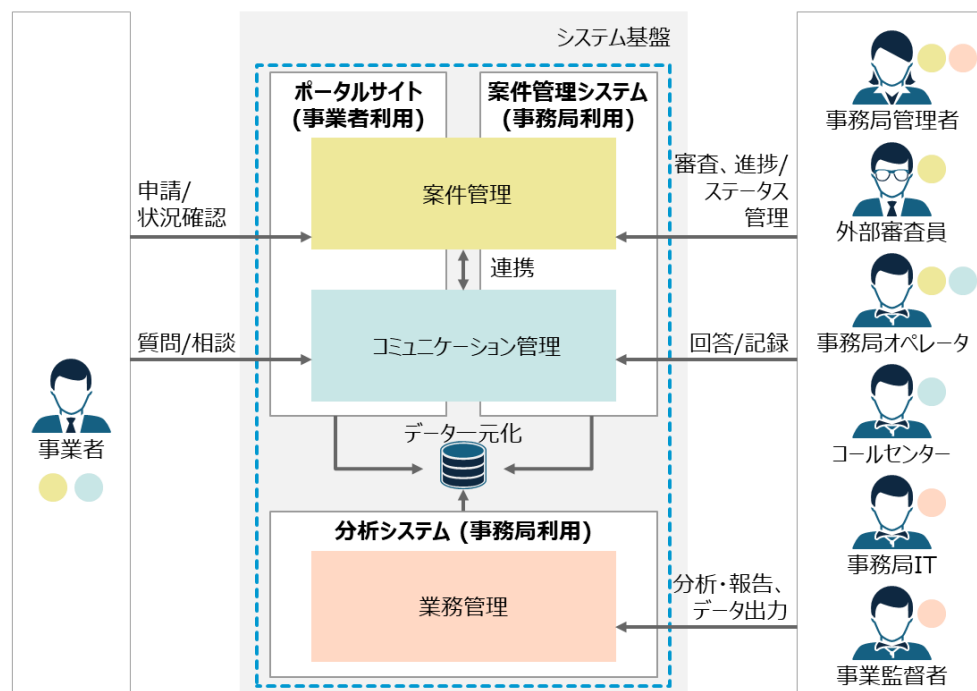 システム基盤
ポータルサイト
(事業者利用)
案件管理システム
(事務局利用)
案件管理
連携
コミュニケーション管理
データ一元化
分析システム (事務局利用)
業務管理
申請/
状況確認
質問/相談
事業者
審査、進捗/
ステータス
管理
回答/記録
分析・報告、
データ出力
事務局管理者
外部審査員
事務局オペレータ
コールセンター
事務局IT
事業監督者